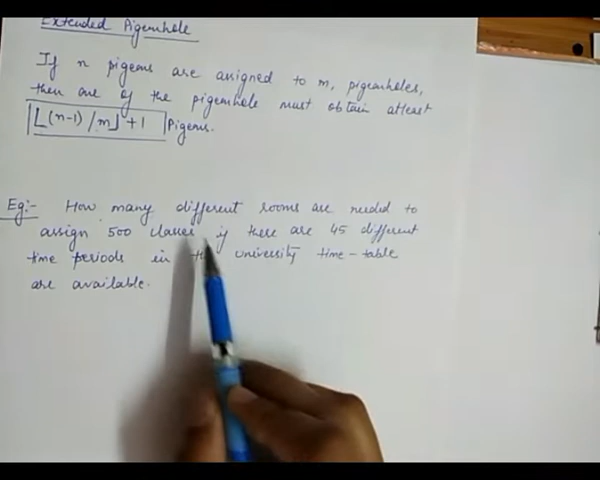 Extended Pigeonhole
If n pigeons are assigned to m, pigeonholes,
then one of the pigeonhole must obtain atleast
⌊(n-1) / m⌋ + 1 Pigeons.
Eg:- How many different rooms are needed to
assign 500 classes if there are 45 different
time periods in the university time-table
are available.